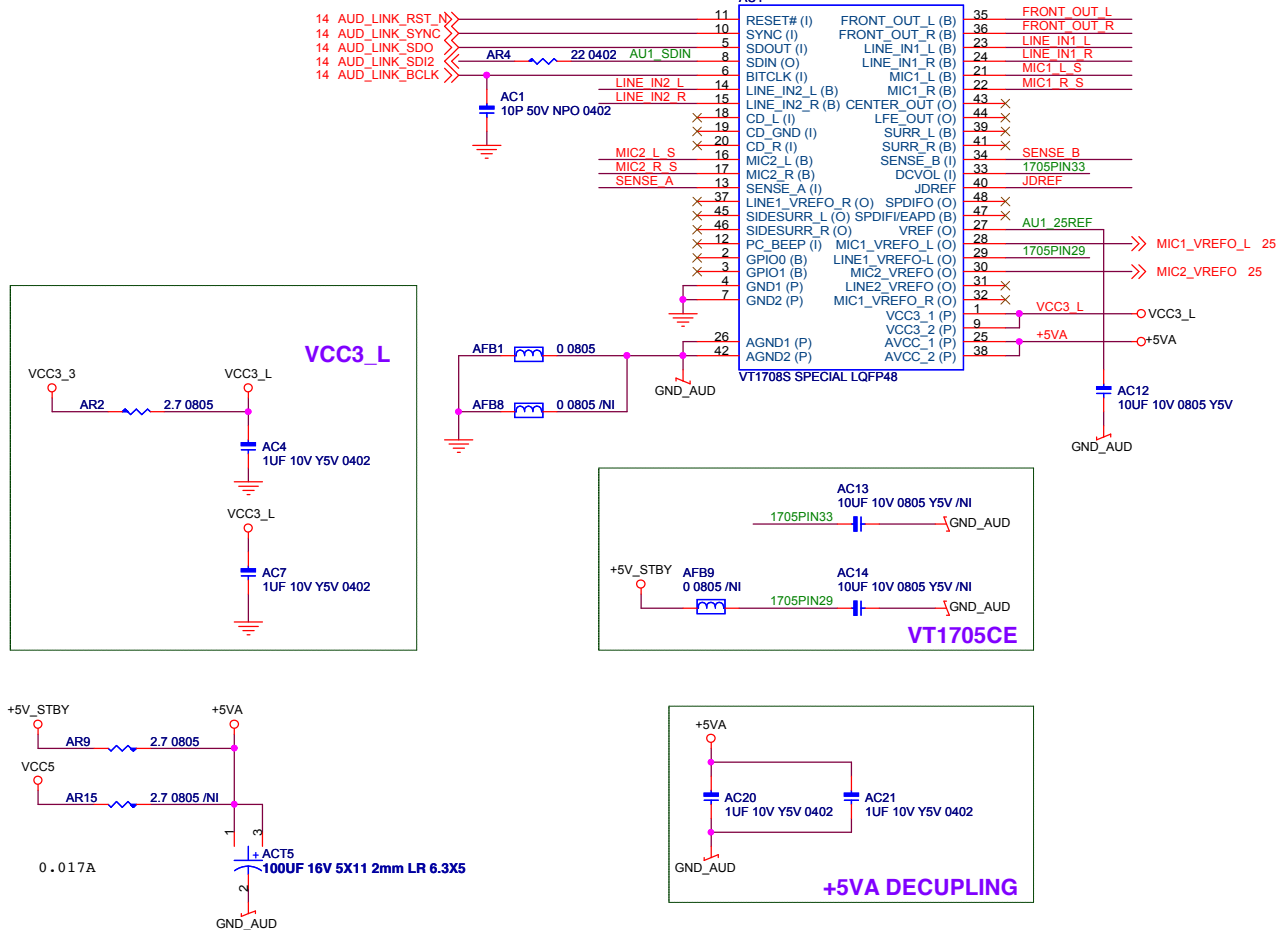 14 AUD_LINK_RST_N
14 AUD_LINK_SYNC
14 AUD_LINK_SDO
14 AUD_LINK_SDI2
14 AUD_LINK_BCLK
AR4 22 0402 AU1_SDIN
AC1
10P 50V NPO 0402
LINE_IN2_L
LINE_IN2_R
MIC2_L_S
MIC2_R_S
SENSE_A
11 RESET# (I)
10 SYNC (I)
5 SDOUT (I)
8 SDIN (O)
6 BITCLK (I)
14 LINE_IN2_L (B)
15 LINE_IN2_R (B)
18 CD_L (I)
19 CD_GND (I)
20 CD_R (I)
16 MIC2_L (B)
17 MIC2_R (B)
13 SENSE_A (I)
37 LINE1_VREFO_R (O)
45 SIDESURR_L (O)
46 SIDESURR_R (O)
12 PC_BEEP (I)
2 GPIO0 (B)
3 GPIO1 (B)
4 GND1 (P)
7 GND2 (P)
26 AGND1 (P)
42 AGND2 (P)
FRONT_OUT_L (B) 35 FRONT_OUT_L
FRONT_OUT_R (B) 36 FRONT_OUT_R
LINE_IN1_L (B) 23 LINE_IN1_L
LINE_IN1_R (B) 24 LINE_IN1_R
MIC1_L (B) 21 MIC1_L_S
MIC1_R (B) 22 MIC1_R_S
CENTER_OUT (O) 43
LFE_OUT (O) 44
SURR_L (B) 39
SURR_R (B) 41
SENSE_B (I) 34 SENSE_B
DCVOL (I) 33 1705PIN33
JDREF 40 JDREF
SPDIFO (O) 48
SPDIFI/EAPD (B) 47
VREF (O) 27 AU1_25REF
MIC1_VREFO_L (O) 28 MIC1_VREFO_L 25
LINE1_VREFO-L (O) 29 1705PIN29
MIC2_VREFO (O) 30 MIC2_VREFO 25
LINE2_VREFO (O) 31
MIC1_VREFO_R (O) 32
VCC3_1 (P) 1 VCC3_L VCC3_L
VCC3_2 (P) 9
AVCC_1 (P) 25 +5VA +5VA
AVCC_2 (P) 38
VT1708S SPECIAL LQFP48
AFB1 0 0805
AFB8 0 0805 /NI
GND_AUD
AC12
10UF 10V 0805 Y5V
GND_AUD
VCC3_L
VCC3_3 VCC3_L
AR2 2.7 0805
AC4
1UF 10V Y5V 0402
VCC3_L
AC7
1UF 10V Y5V 0402
AC13
10UF 10V 0805 Y5V /NI
1705PIN33 GND_AUD
+5V_STBY
AFB9
0 0805 /NI
1705PIN29
AC14
10UF 10V 0805 Y5V /NI
GND_AUD
VT1705CE
+5V_STBY +5VA
AR9 2.7 0805
VCC5
AR15 2.7 0805 /NI
1 3
+ ACT5
100UF 16V 5X11 2mm LR 6.3X5
2
GND_AUD
0.017A
+5VA
AC20
1UF 10V Y5V 0402
AC21
1UF 10V Y5V 0402
GND_AUD
+5VA DECUPLING